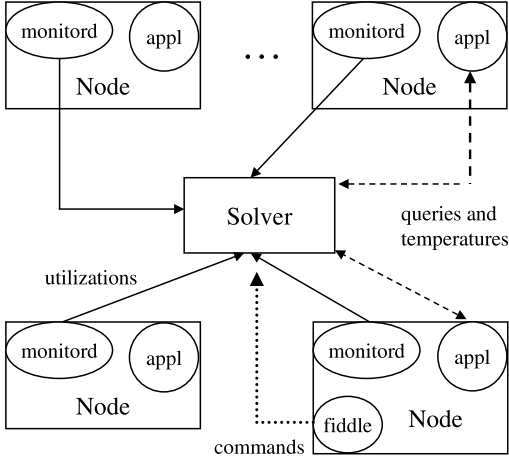 monitord
appl
Node
...
monitord
appl
Node
Solver
queries and
temperatures
utilizations
monitord
appl
Node
monitord
appl
fiddle
Node
commands